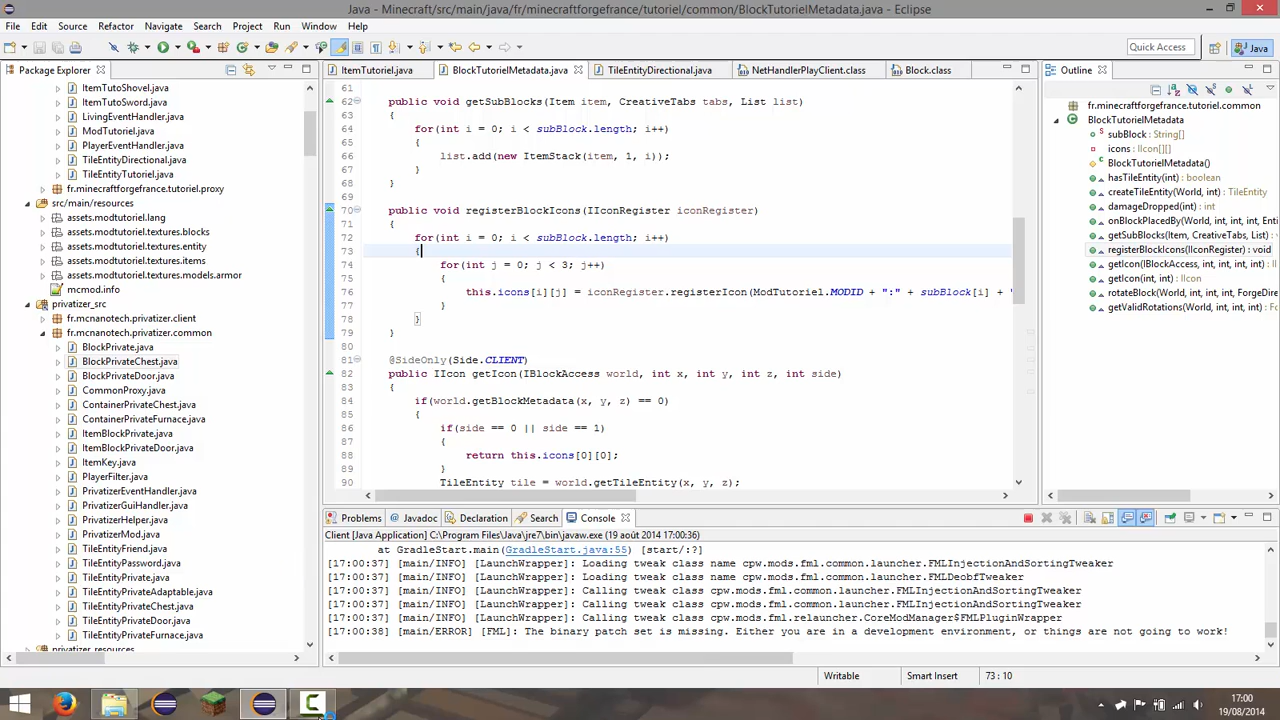 Java - Minecraft/src/main/java/fr/minecraftforgefrance/tutoriel/common/BlockTutorielMetadata.java - Eclipse
File Edit Source Refactor Navigate Search Project Run Window Help
Quick Access
Java
Package Explorer
ItemTutoriel.java
BlockTutorielMetadata.java
TileEntityDirectional.java
NetHandlerPlayClient.class
Block.class
Outline
ItemTutoShovel.java
ItemTutoSword.java
LivingEventHandler.java
ModTutoriel.java
PlayerEventHandler.java
TileEntityDirectional.java
TileEntityTutoriel.java
fr.minecraftforgefrance.tutoriel.proxy
src/main/resources
assets.modtutoriel.lang
assets.modtutoriel.textures.blocks
assets.modtutoriel.textures.entity
assets.modtutoriel.textures.items
assets.modtutoriel.textures.models.armor
mcmod.info
privatizer_src
fr.mcnanotech.privatizer.client
fr.mcnanotech.privatizer.common
BlockPrivate.java
BlockPrivateChest.java
BlockPrivateDoor.java
CommonProxy.java
ContainerPrivateChest.java
ContainerPrivateFurnace.java
ItemBlockPrivate.java
ItemBlockPrivateDoor.java
ItemKey.java
PlayerFilter.java
PrivatizerEventHandler.java
PrivatizerGuiHandler.java
PrivatizerHelper.java
PrivatizerMod.java
TileEntityFriend.java
TileEntityPassword.java
TileEntityPrivate.java
TileEntityPrivateAdaptable.java
TileEntityPrivateChest.java
TileEntityPrivateDoor.java
TileEntityPrivateFurnace.java
privatizer_resources
61
62 public void getSubBlocks(Item item, CreativeTabs tabs, List list)
63 {
64 for(int i = 0; i < subBlock.length; i++)
65 {
66 list.add(new ItemStack(item, 1, i));
67 }
68 }
69
70 public void registerBlockIcons(IIconRegister iconRegister)
71 {
72 for(int i = 0; i < subBlock.length; i++)
73 {
74 for(int j = 0; j < 3; j++)
75 {
76 this.icons[i][j] = iconRegister.registerIcon(ModTutoriel.MODID + ":" + subBlock[i] + "
77 }
78 }
79 }
80
81 @SideOnly(Side.CLIENT)
82 public IIcon getIcon(IBlockAccess world, int x, int y, int z, int side)
83 {
84 if(world.getBlockMetadata(x, y, z) == 0)
85 {
86 if(side == 0 || side == 1)
87 {
88 return this.icons[0][0];
89 }
90 TileEntity tile = world.getTileEntity(x, y, z);
fr.minecraftforgefrance.tutoriel.common
BlockTutorielMetadata
subBlock : String[]
icons : IIcon[][]
BlockTutorielMetadata()
hasTileEntity(int) : boolean
createTileEntity(World, int) : TileEntity
damageDropped(int) : int
onBlockPlacedBy(World, int, int, int, Entity
getSubBlocks(Item, CreativeTabs, List) : vo
registerBlockIcons(IIconRegister) : void
getIcon(IBlockAccess, int, int, int, int) : IIc
getIcon(int, int) : IIcon
rotateBlock(World, int, int, int, ForgeDirec
getValidRotations(World, int, int, int) : Fo
Problems Javadoc Declaration Search Console
Client [Java Application] C:\Program Files\Java\jre7\bin\javaw.exe (19 août 2014 17:00:36)
at GradleStart.main(GradleStart.java:55) [start/:?]
[17:00:37] [main/INFO] [LaunchWrapper]: Loading tweak class name cpw.mods.fml.common.launcher.FMLInjectionAndSortingTweaker
[17:00:37] [main/INFO] [LaunchWrapper]: Loading tweak class name cpw.mods.fml.common.launcher.FMLDeobfTweaker
[17:00:37] [main/INFO] [LaunchWrapper]: Calling tweak class cpw.mods.fml.common.launcher.FMLInjectionAndSortingTweaker
[17:00:37] [main/INFO] [LaunchWrapper]: Calling tweak class cpw.mods.fml.common.launcher.FMLInjectionAndSortingTweaker
[17:00:37] [main/INFO] [LaunchWrapper]: Calling tweak class cpw.mods.fml.relauncher.CoreModManager$FMLPluginWrapper
[17:00:38] [main/ERROR] [FML]: The binary patch set is missing. Either you are in a development environment, or things are not going to work!
Writable
Smart Insert
73 : 10
17:00
19/08/2014